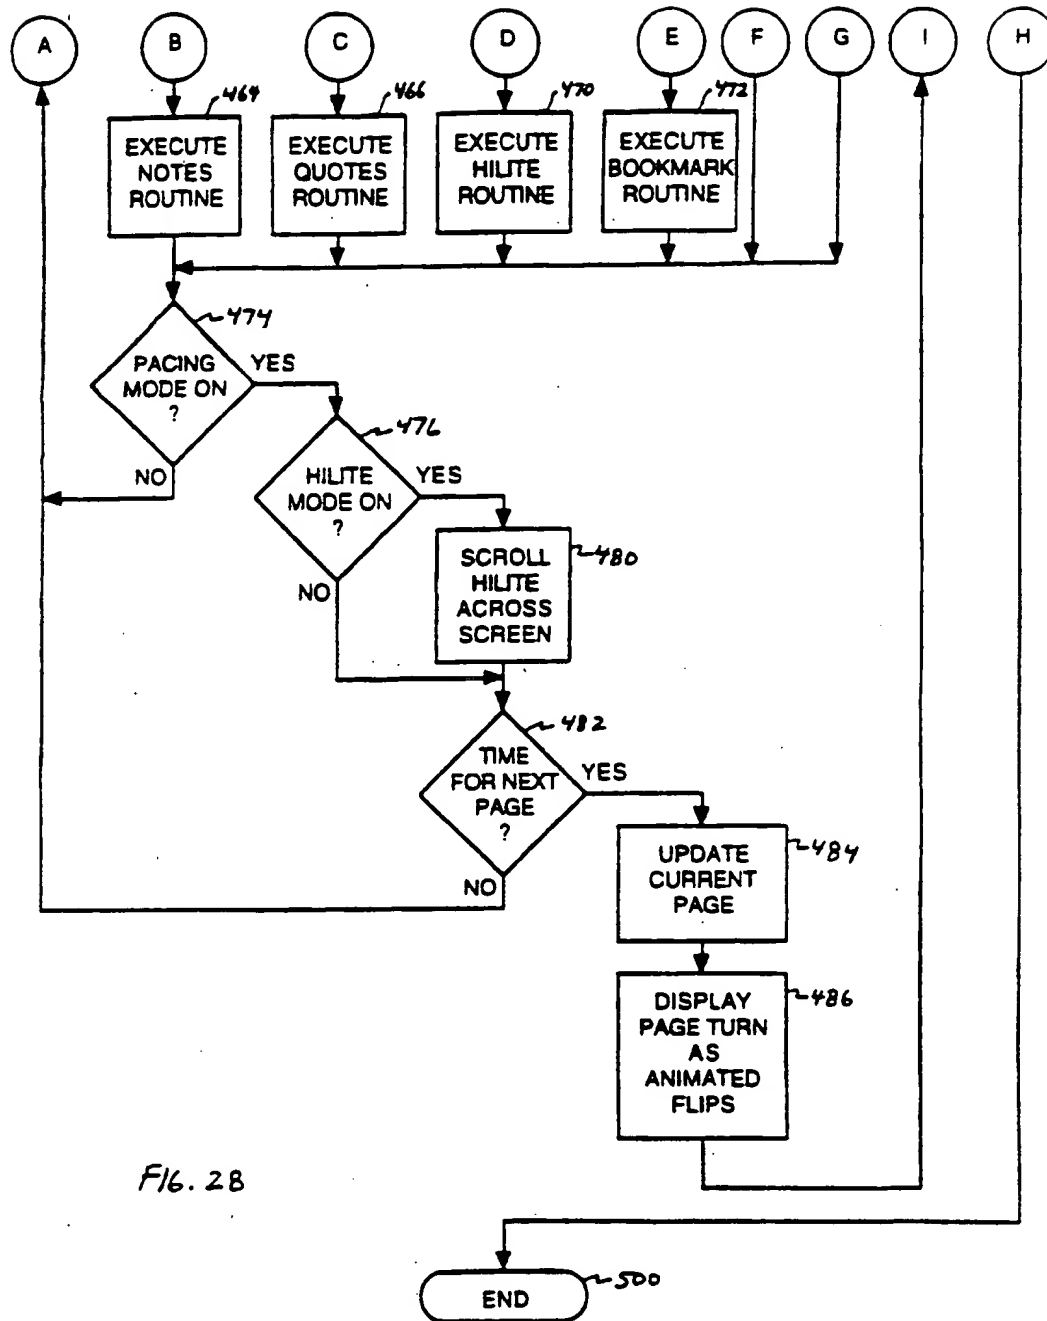 A B C D E F G I H
464 466 470 472
EXECUTE
NOTES
ROUTINE
EXECUTE
QUOTES
ROUTINE
EXECUTE
HILITE
ROUTINE
EXECUTE
BOOKMARK
ROUTINE
474
PACING
MODE ON
?
YES
NO
476
HILITE
MODE ON
?
YES
NO
480
SCROLL
HILITE
ACROSS
SCREEN
482
TIME
FOR NEXT
PAGE
?
YES
NO
484
UPDATE
CURRENT
PAGE
486
DISPLAY
PAGE TURN
AS
ANIMATED
FLIPS
FIG. 28
500
END